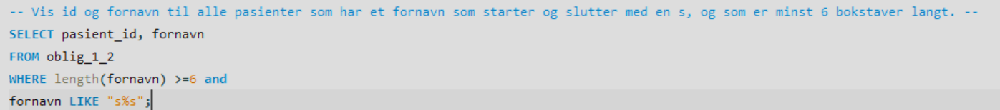 -- Vis id og fornavn til alle pasienter som har et fornavn som starter og slutter med en s, og som er minst 6 bokstaver langt. --
SELECT pasient_id, fornavn
FROM oblig_1_2
WHERE length(fornavn) >=6 and
fornavn LIKE "s%s";